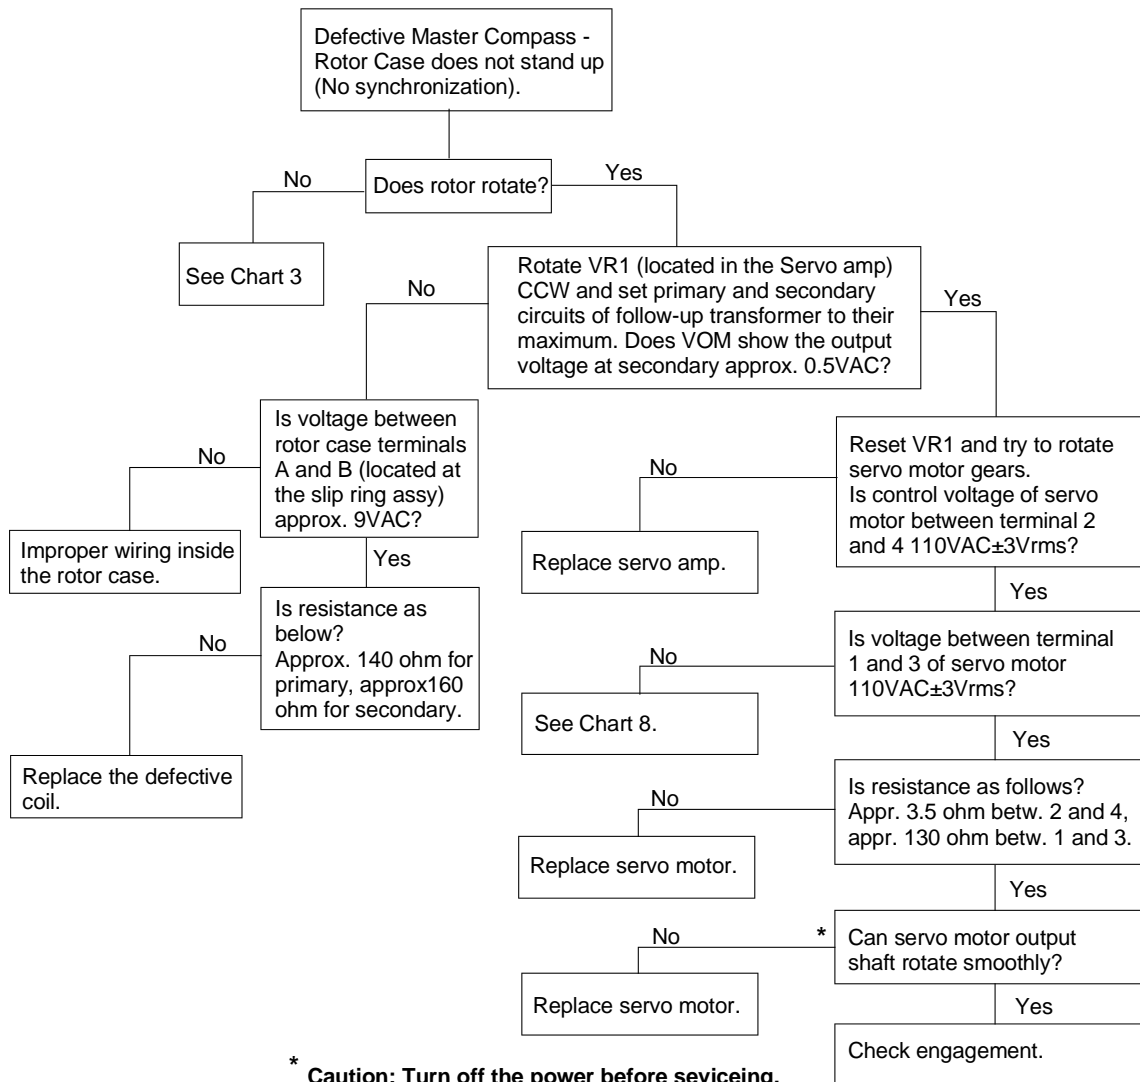 Defective Master Compass -
Rotor Case does not stand up
(No synchronization).
No
Does rotor rotate?
Yes
See Chart 3
No
Rotate VR1 (located in the Servo amp)
CCW and set primary and secondary
circuits of follow-up transformer to their
maximum. Does VOM show the output
voltage at secondary approx. 0.5VAC?
Yes
No
Is voltage between
rotor case terminals
A and B (located at
the slip ring assy)
approx. 9VAC?
No
Reset VR1 and try to rotate
servo motor gears.
Is control voltage of servo
motor between terminal 2
and 4 110VAC±3Vrms?
Improper wiring inside
the rotor case.
Yes
Replace servo amp.
Yes
No
Is resistance as
below?
Approx. 140 ohm for
primary, approx160
ohm for secondary.
No
Is voltage between terminal
1 and 3 of servo motor
110VAC±3Vrms?
See Chart 8.
Yes
Replace the defective
coil.
No
Is resistance as follows?
Appr. 3.5 ohm betw. 2 and 4,
appr. 130 ohm betw. 1 and 3.
Replace servo motor.
Yes
No
*
Can servo motor output
shaft rotate smoothly?
Replace servo motor.
Yes
Check engagement.
* Caution: Turn off the power before seviceing.